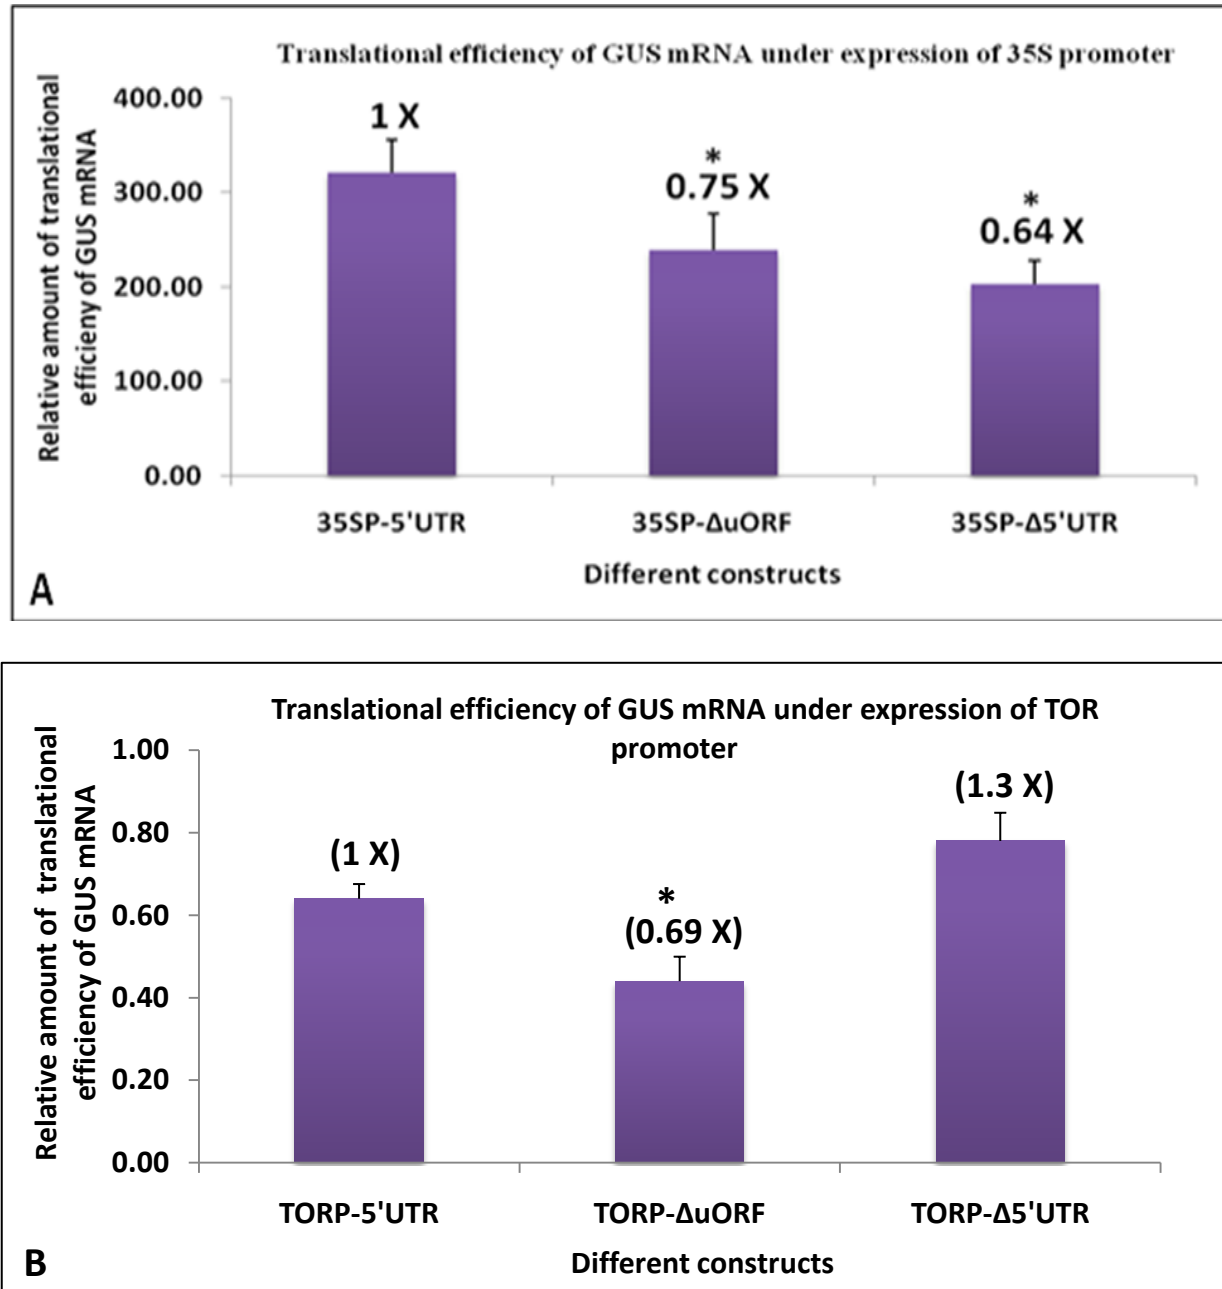 Translational efficiency of GUS mRNA under expression of 35S promoter
Relative amount of translational
efficieny of GUS mRNA
400.00
300.00
200.00
100.00
0.00
1 X
*
0.75 X
*
0.64 X
35SP-5'UTR
35SP-ΔuORF
35SP-Δ5'UTR
Different constructs
A
Translational efficiency of GUS mRNA under expression of TOR
promoter
Relative amount of translational
efficiency of GUS mRNA
1.00
0.80
0.60
0.40
0.20
0.00
(1 X)
*
(0.69 X)
(1.3 X)
TORP-5'UTR
TORP-ΔuORF
TORP-Δ5'UTR
Different constructs
B